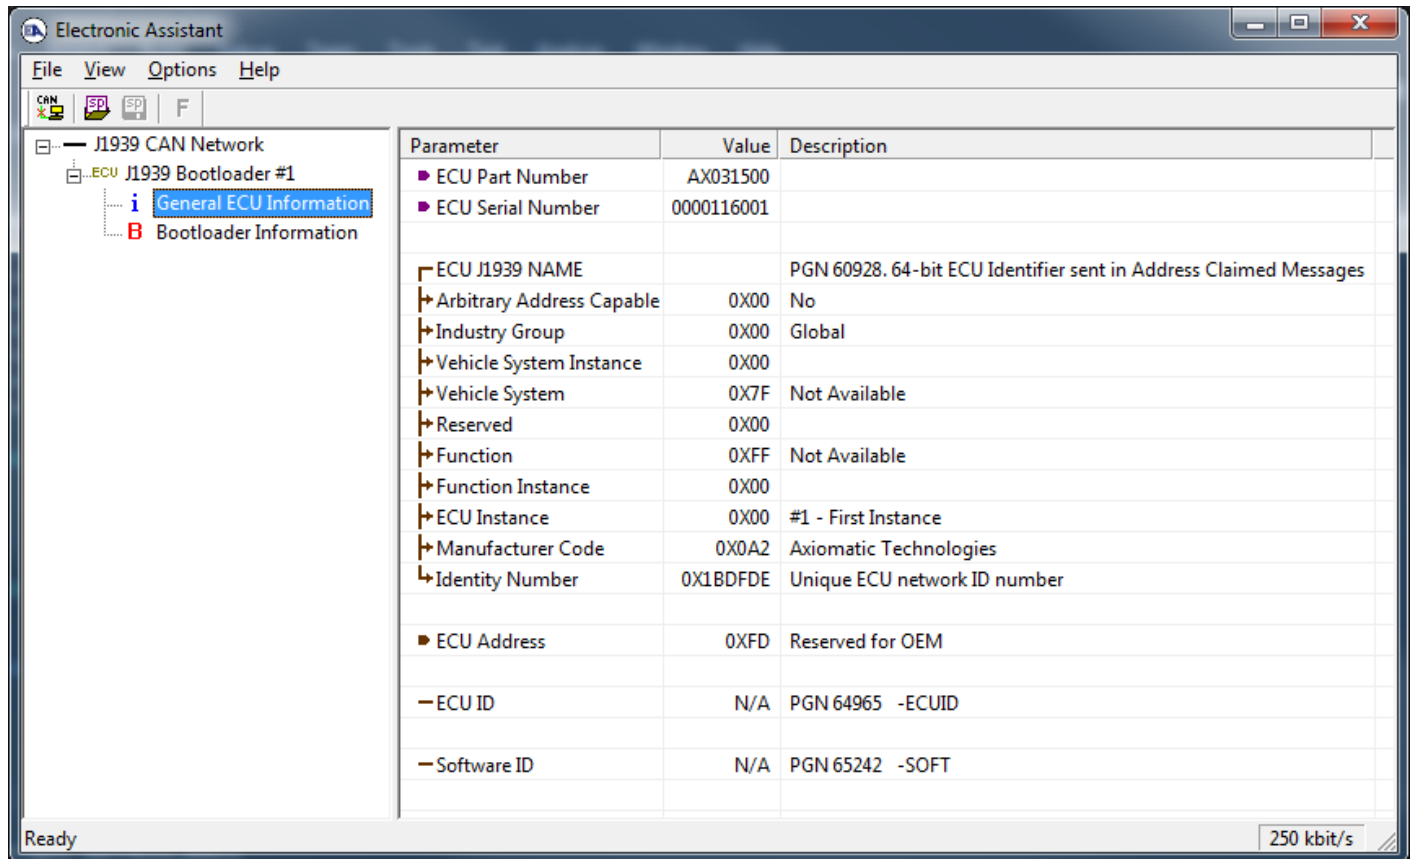 Electronic Assistant
File View Options Help
CAN SP SP F
J1939 CAN Network
ECU J1939 Bootloader #1
i General ECU Information
B Bootloader Information
Parameter Value Description
ECU Part Number AX031500
ECU Serial Number 0000116001
ECU J1939 NAME PGN 60928. 64-bit ECU Identifier sent in Address Claimed Messages
Arbitrary Address Capable 0X00 No
Industry Group 0X00 Global
Vehicle System Instance 0X00
Vehicle System 0X7F Not Available
Reserved 0X00
Function 0XFF Not Available
Function Instance 0X00
ECU Instance 0X00 #1 - First Instance
Manufacturer Code 0X0A2 Axiomatic Technologies
Identity Number 0X1BDFDE Unique ECU network ID number
ECU Address 0XFD Reserved for OEM
ECU ID N/A PGN 64965 -ECUID
Software ID N/A PGN 65242 -SOFT
Ready 250 kbit/s